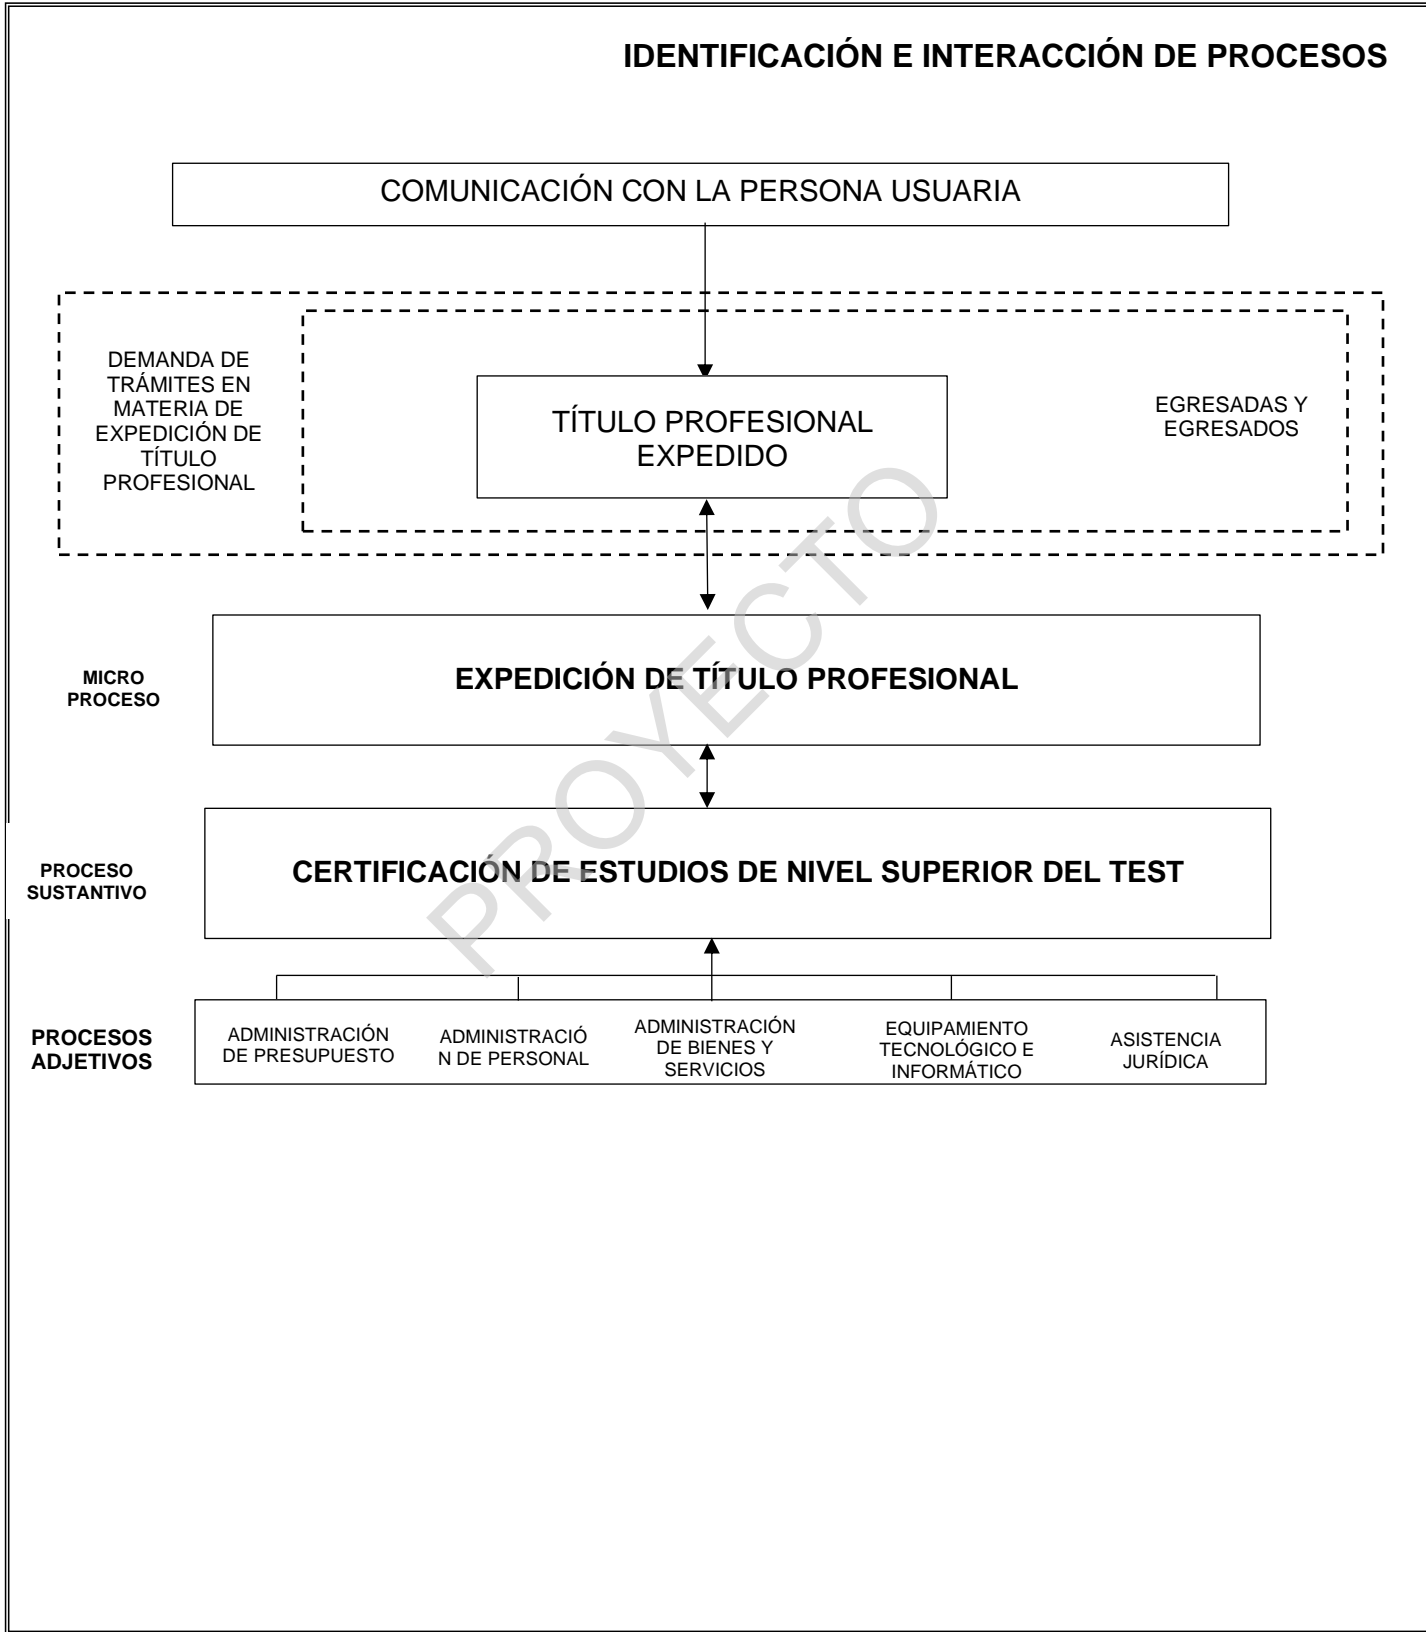 IDENTIFICACIÓN E INTERACCIÓN DE PROCESOS
COMUNICACIÓN CON LA PERSONA USUARIA
DEMANDA DE
TRÁMITES EN
MATERIA DE
EXPEDICIÓN DE
TÍTULO
PROFESIONAL
TÍTULO PROFESIONAL
EXPEDIDO
EGRESADAS Y
EGRESADOS
MICRO
PROCESO
EXPEDICIÓN DE TÍTULO PROFESIONAL
PROCESO
SUSTANTIVO
CERTIFICACIÓN DE ESTUDIOS DE NIVEL SUPERIOR DEL TEST
PROCESOS
ADJETIVOS
ADMINISTRACIÓN
DE PRESUPUESTO
ADMINISTRACIÓ
N DE PERSONAL
ADMINISTRACIÓN
DE BIENES Y
SERVICIOS
EQUIPAMIENTO
TECNOLÓGICO E
INFORMÁTICO
ASISTENCIA
JURÍDICA
PROYECTO